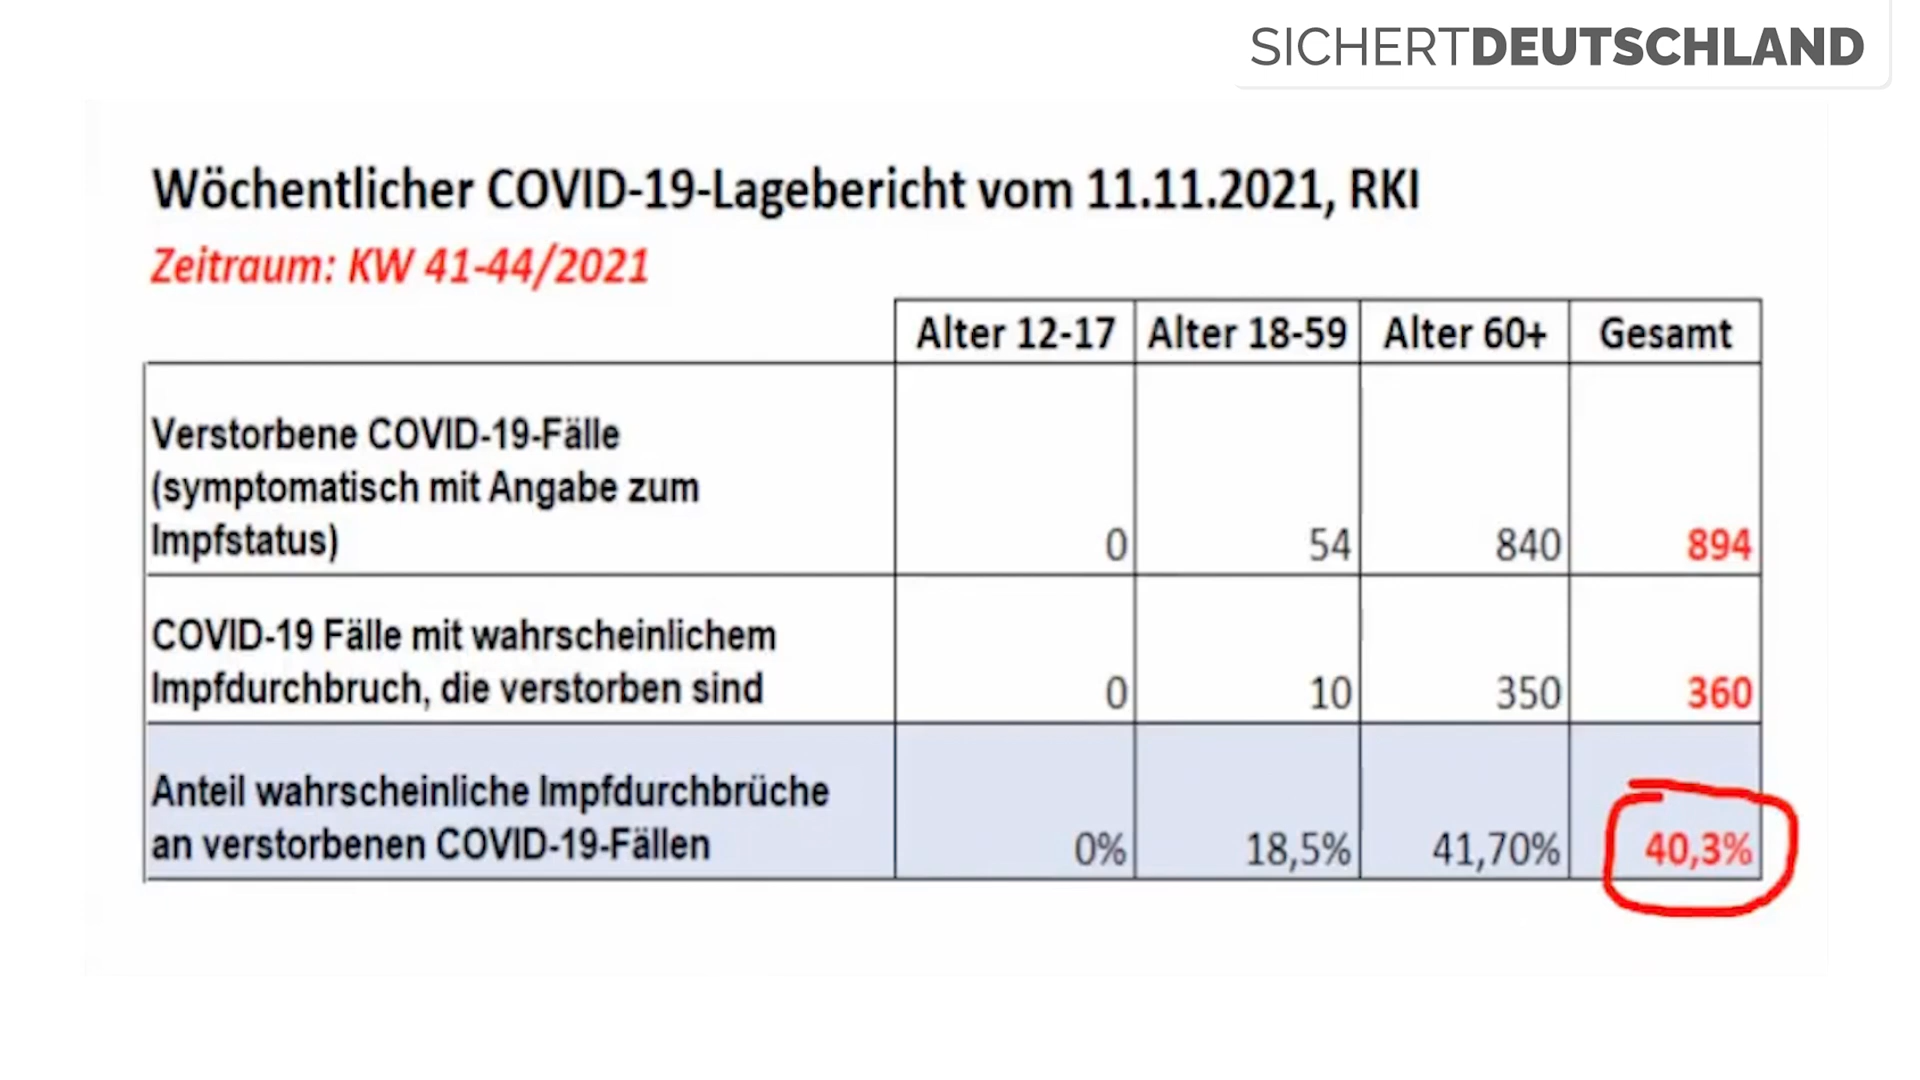 SICHERTDEUTSCHLAND
Wöchentlicher COVID-19-Lagebericht vom 11.11.2021, RKI
Zeitraum: KW 41-44/2021
Alter 12-17 Alter 18-59 Alter 60+ Gesamt
Verstorbene COVID-19-Fälle
(symptomatisch mit Angabe zum
Impfstatus) 0 54 840 894
COVID-19 Fälle mit wahrscheinlichem
Impfdurchbruch, die verstorben sind 0 10 350 360
Anteil wahrscheinliche Impfdurchbrüche
an verstorbenen COVID-19-Fällen 0% 18,5% 41,70% 40,3%